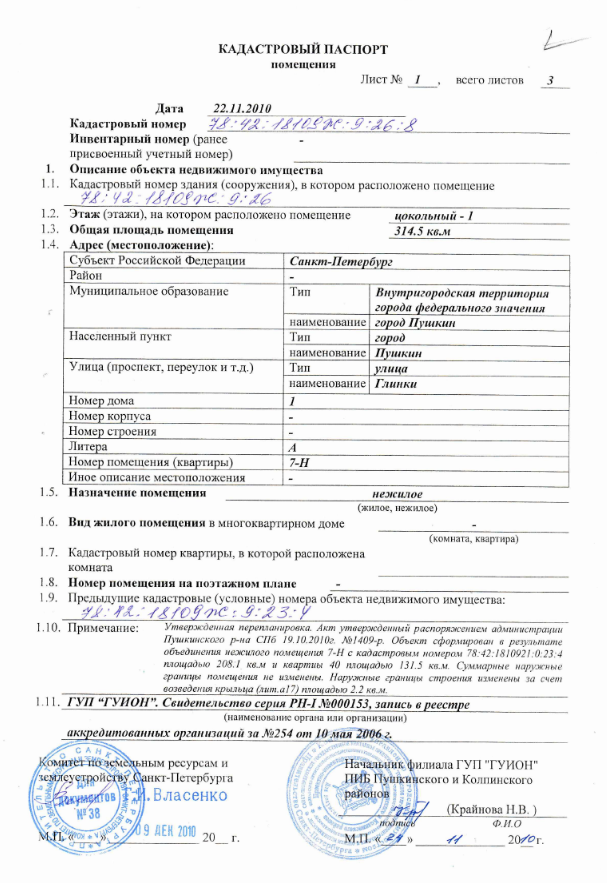 КАДАСТРОВЫЙ ПАСПОРТ
помещения
Лист № 1 , всего листов 3
Дата 22.11.2010
Кадастровый номер 78:42:18109Ж:9:26:8
Инвентарный номер (ранее -
присвоенный учетный номер)
1. Описание объекта недвижимого имущества
1.1. Кадастровый номер здания (сооружения), в котором расположено помещение
78:42:18109Ж:9:26
1.2. Этаж (этажи), на котором расположено помещение цокольный - 1
1.3. Общая площадь помещения 314.5 кв.м
1.4. Адрес (местоположение):
Субъект Российской Федерации Санкт-Петербург
Район -
Муниципальное образование Тип Внутригородская территория
города федерального значения
наименование город Пушкин
Населенный пункт Тип город
наименование Пушкин
Улица (проспект, переулок и т.д.) Тип улица
наименование Глинки
Номер дома 1
Номер корпуса -
Номер строения -
Литера А
Номер помещения (квартиры) 7-Н
Иное описание местоположения -
1.5. Назначение помещения нежилое
(жилое, нежилое)
1.6. Вид жилого помещения в многоквартирном доме -
(комната, квартира)
1.7. Кадастровый номер квартиры, в которой расположена
комната
1.8. Номер помещения на поэтажном плане -
1.9. Предыдущие кадастровые (условные) номера объекта недвижимого имущества:
78:42:18109Ж:9:23:4
1.10. Примечание: Утвержденная перепланировка. Акт утвержденный распоряжением администрации
Пушкинского р-на СПб 19.10.2010г. №1409-р. Объект сформирован в результате
объединения нежилого помещения 7-Н с кадастровым номером 78:42:1810921:0:23:4
площадью 208.1 кв.м и квартиы 40 площадью 131.5 кв.м. Суммарные наружные
границы помещения не изменены. Наружные границы строения изменены за счет
возведения крыльца (лит.а17) площадью 2.2 кв.м.
1.11. ГУП “ГУИОН”. Свидетельство серия РН-I №000153, запись в реестре
(наименование органа или организации)
аккредитованных организаций за №254 от 10 мая 2006 г.
Комитет по земельным ресурсам и
землеустройству Санкт-Петербурга
Для
Документов
№ 38
Г.И.Власенко
М.П. « » 09 ДЕК 2010 20__ г.
Начальник филиала ГУП "ГУИОН"
ПИБ Пушкинского и Колпинского
районов
(Крайнова Н.В. )
подпись Ф.И.О
М.П. « 24 » 11 2010г.